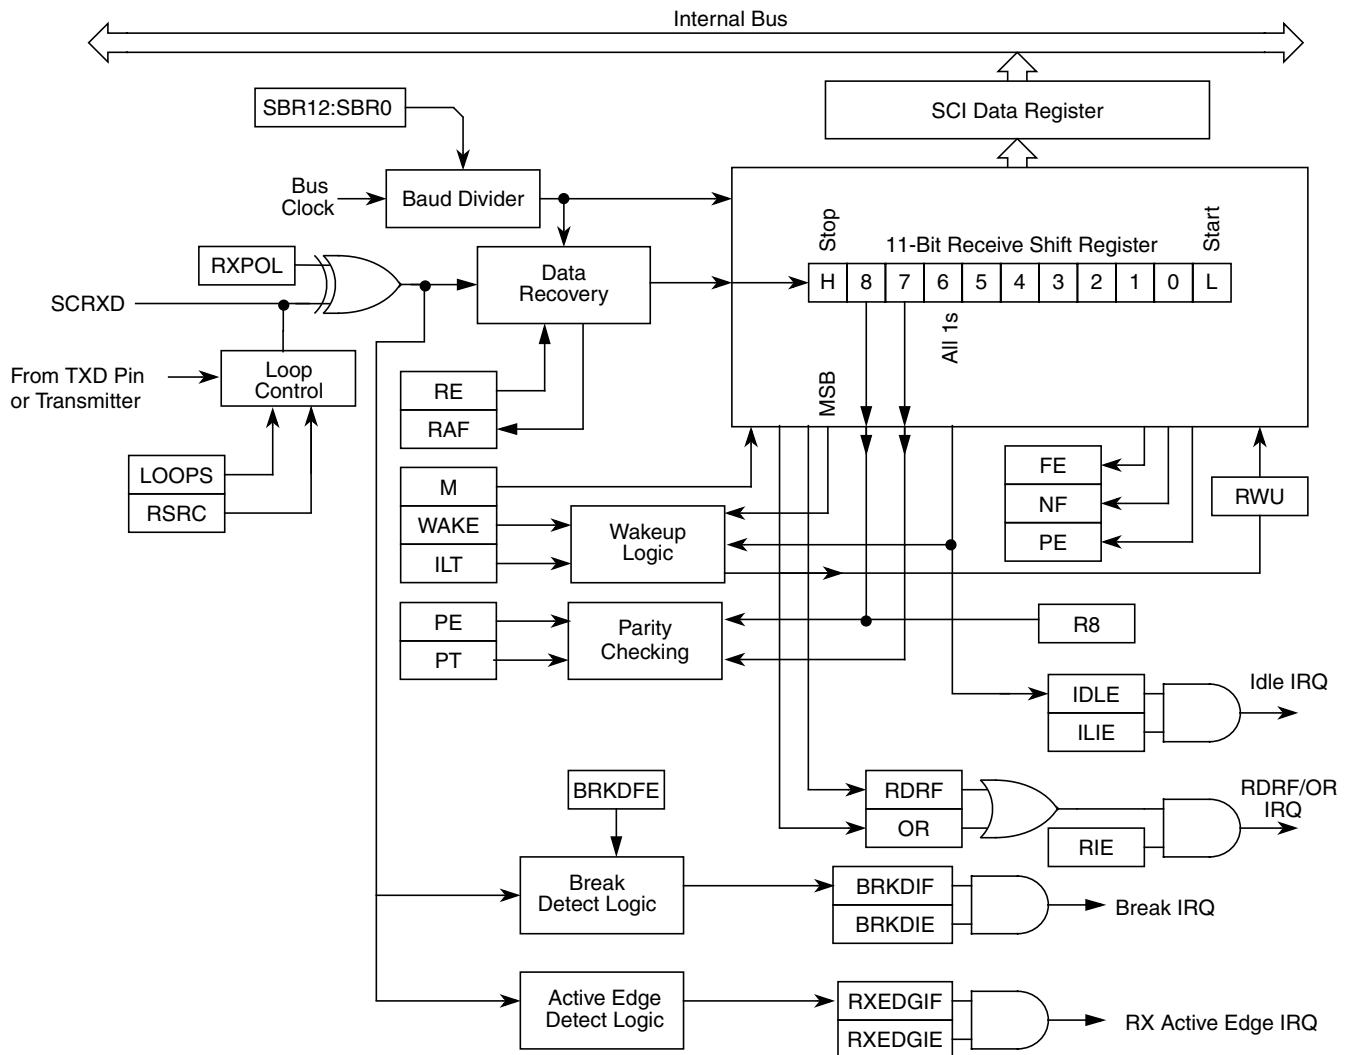 Internal Bus
SBR12:SBR0
SCI Data Register
Bus
Clock
Baud Divider
Stop
11-Bit Receive Shift Register
Start
RXPOL
Data
Recovery
H 8 7 6 5 4 3 2 1 0 L
SCRXD
All 1s
From TXD Pin
or Transmitter
Loop
Control
RE
RAF
MSB
LOOPS
RSRC
M
WAKE
ILT
Wakeup
Logic
FE
NF
PE
RWU
PE
PT
Parity
Checking
R8
IDLE
ILIE
Idle IRQ
BRKDFE
RDRF
OR
RIE
RDRF/OR
IRQ
Break
Detect Logic
BRKDIF
BRKDIE
Break IRQ
Active Edge
Detect Logic
RXEDGIF
RXEDGIE
RX Active Edge IRQ